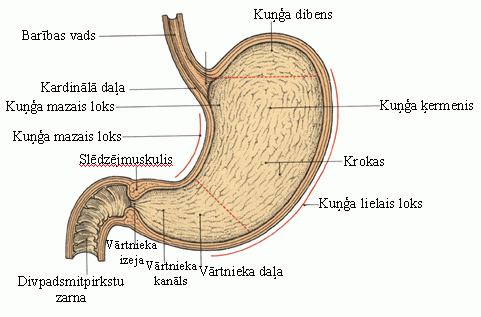 Kuņģa dibens
Barības vads
Kardinālā daļa
Kuņģa mazais loks
Kuņģa ķermenis
Kuņģa mazais loks
Slēdzējmuskulis
Krokas
Kuņģa lielais loks
Vārtnieka
izeja
Vārtnieka
kanāls
Vārtnieka daļa
Divpadsmitpirkstu
zarna